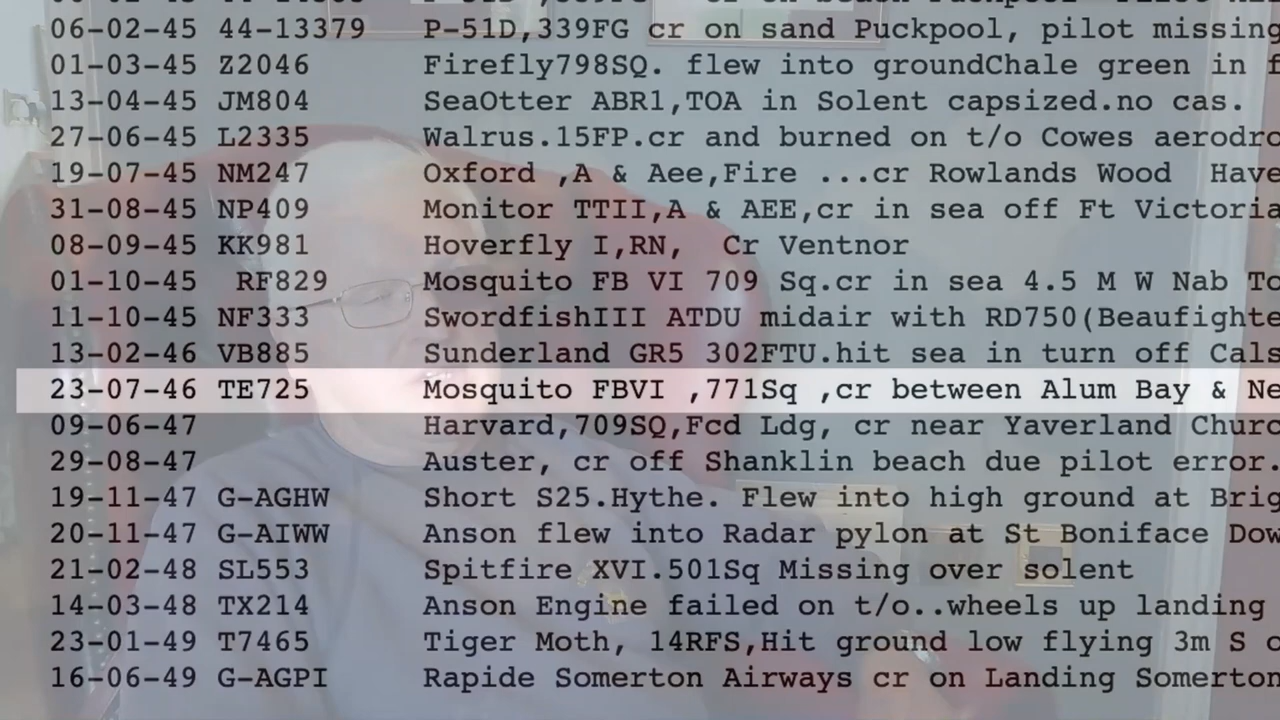 06-02-45 44-13379 P-51D,339FG cr on sand Puckpool, pilot missing
01-03-45 Z2046 Firefly798SQ. flew into groundChale green in f
13-04-45 JM804 SeaOtter ABR1,TOA in Solent capsized.no cas.
27-06-45 L2335 Walrus.15FP.cr and burned on t/o Cowes aerodro
19-07-45 NM247 Oxford ,A & Aee,Fire ...cr Rowlands Wood Have
31-08-45 NP409 Monitor TTII,A & AEE,cr in sea off Ft Victoria
08-09-45 KK981 Hoverfly I,RN, Cr Ventnor
01-10-45 RF829 Mosquito FB VI 709 Sq.cr in sea 4.5 M W Nab To
11-10-45 NF333 SwordfishIII ATDU midair with RD750(Beaufighte
13-02-46 VB885 Sunderland GR5 302FTU.hit sea in turn off Cals
23-07-46 TE725 Mosquito FBVI ,771Sq ,cr between Alum Bay & Ne
09-06-47 Harvard,709SQ,Fcd Ldg, cr near Yaverland Churc
29-08-47 Auster, cr off Shanklin beach due pilot error.
19-11-47 G-AGHW Short S25.Hythe. Flew into high ground at Brig
20-11-47 G-AIWW Anson flew into Radar pylon at St Boniface Dow
21-02-48 SL553 Spitfire XVI.501Sq Missing over solent
14-03-48 TX214 Anson Engine failed on t/o..wheels up landing
23-01-49 T7465 Tiger Moth, 14RFS,Hit ground low flying 3m S
16-06-49 G-AGPI Rapide Somerton Airways cr on Landing Somerton